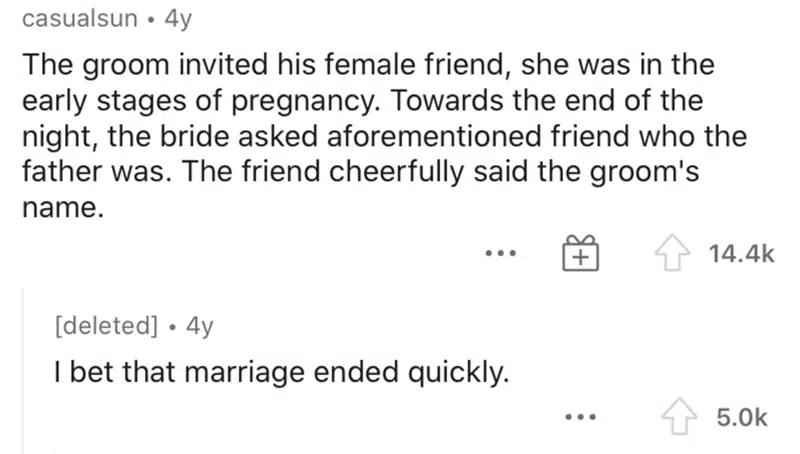 casualsun • 4y
The groom invited his female friend, she was in the
early stages of pregnancy. Towards the end of the
night, the bride asked aforementioned friend who the
father was. The friend cheerfully said the groom's
name.
14.4k
[deleted] • 4y
I bet that marriage ended quickly.
5.0k